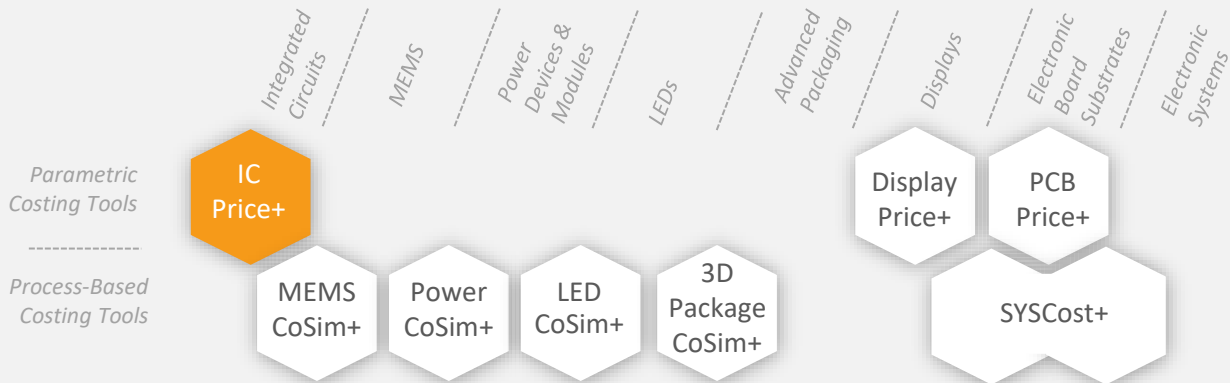 Integrated
Circuits
MEMS
Power
Devices &
Modules
LEDs
Advanced
Packaging
Displays
Electronic
Board
Substrates
Electronic
Systems
Parametric
Costing Tools
IC
Price+
Display
Price+
PCB
Price+
Process-Based
Costing Tools
MEMS
CoSim+
Power
CoSim+
LED
CoSim+
3D
Package
CoSim+
SYSCost+